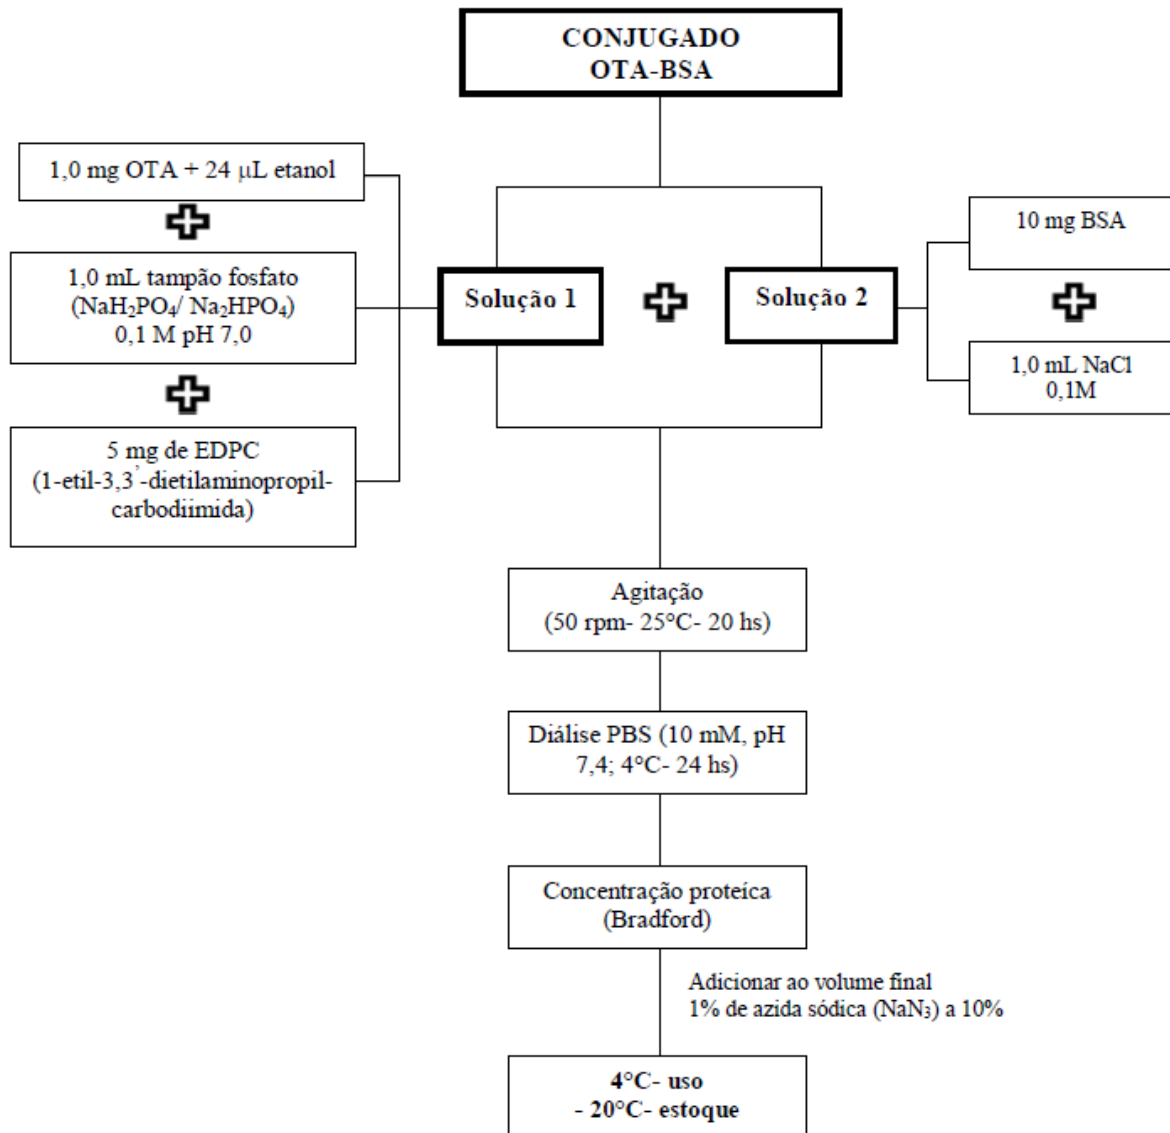 CONJUGADO
OTA-BSA
1,0 mg OTA + 24 μL etanol
1,0 mL tampão fosfato
(NaH₂PO₄/ Na₂HPO₄)
0,1 M pH 7,0
5 mg de EDPC
(1-etil-3,3’-dietilaminopropil-
carbodiimida)
Solução 1
Solução 2
10 mg BSA
1,0 mL NaCl
0,1M
Agitação
(50 rpm- 25°C- 20 hs)
Diálise PBS (10 mM, pH
7,4; 4°C- 24 hs)
Concentração proteíca
(Bradford)
Adicionar ao volume final
1% de azida sódica (NaN₃) a 10%
4°C- uso
- 20°C- estoque